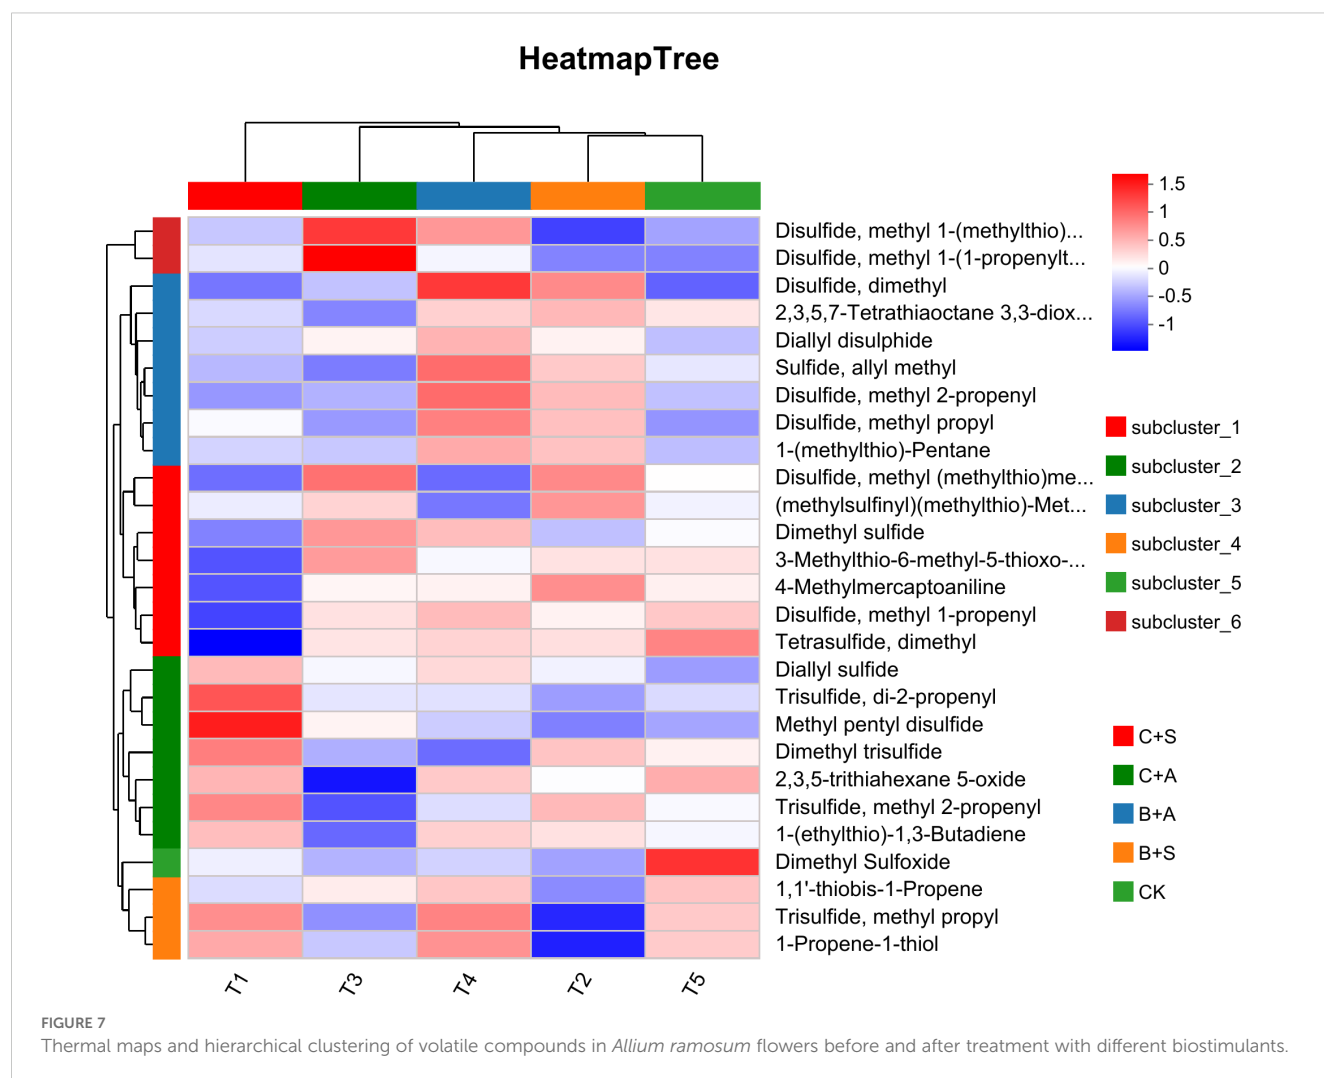 HeatmapTree
1.5
1
0.5
0
-0.5
-1
Disulfide, methyl 1-(methylthio)...
Disulfide, methyl 1-(1-propenylt...
Disulfide, dimethyl
2,3,5,7-Tetrathiaoctane 3,3-diox...
Diallyl disulphide
Sulfide, allyl methyl
Disulfide, methyl 2-propenyl
Disulfide, methyl propyl
1-(methylthio)-Pentane
Disulfide, methyl (methylthio)me...
(methylsulfinyl)(methylthio)-Met...
Dimethyl sulfide
3-Methylthio-6-methyl-5-thioxo-...
4-Methylmercaptoaniline
Disulfide, methyl 1-propenyl
Tetrasulfide, dimethyl
Diallyl sulfide
Trisulfide, di-2-propenyl
Methyl pentyl disulfide
Dimethyl trisulfide
2,3,5-trithiahexane 5-oxide
Trisulfide, methyl 2-propenyl
1-(ethylthio)-1,3-Butadiene
Dimethyl Sulfoxide
1,1'-thiobis-1-Propene
Trisulfide, methyl propyl
1-Propene-1-thiol
subcluster_1
subcluster_2
subcluster_3
subcluster_4
subcluster_5
subcluster_6
C+S
C+A
B+A
B+S
CK
T1
T3
T4
T2
T5
FIGURE 7
Thermal maps and hierarchical clustering of volatile compounds in Allium ramosum flowers before and after treatment with different biostimulants.